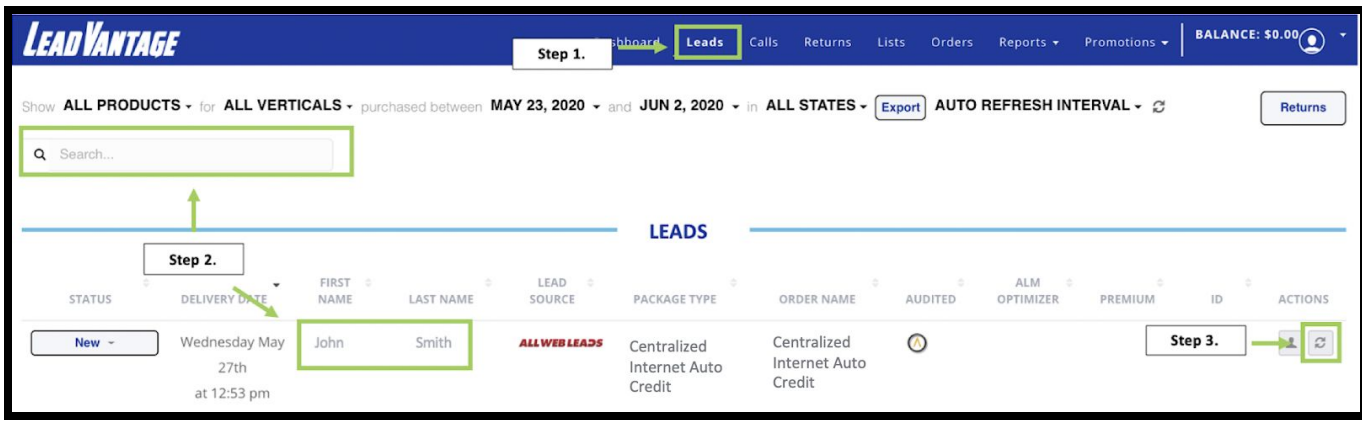 LEADVANTAGE
Step 1.
shboard Leads Calls Returns Lists Orders Reports Promotions BALANCE: $0.00
Show ALL PRODUCTS for ALL VERTICALS purchased between MAY 23, 2020 and JUN 2, 2020 in ALL STATES Export AUTO REFRESH INTERVAL Returns
Search...
LEADS
Step 2.
STATUS DELIVERY DATE FIRST NAME LAST NAME LEAD SOURCE PACKAGE TYPE ORDER NAME AUDITED ALM OPTIMIZER PREMIUM ID ACTIONS
New Wednesday May 27th at 12:53 pm John Smith ALLWEBLEADS Centralized Internet Auto Credit Centralized Internet Auto Credit
Step 3.